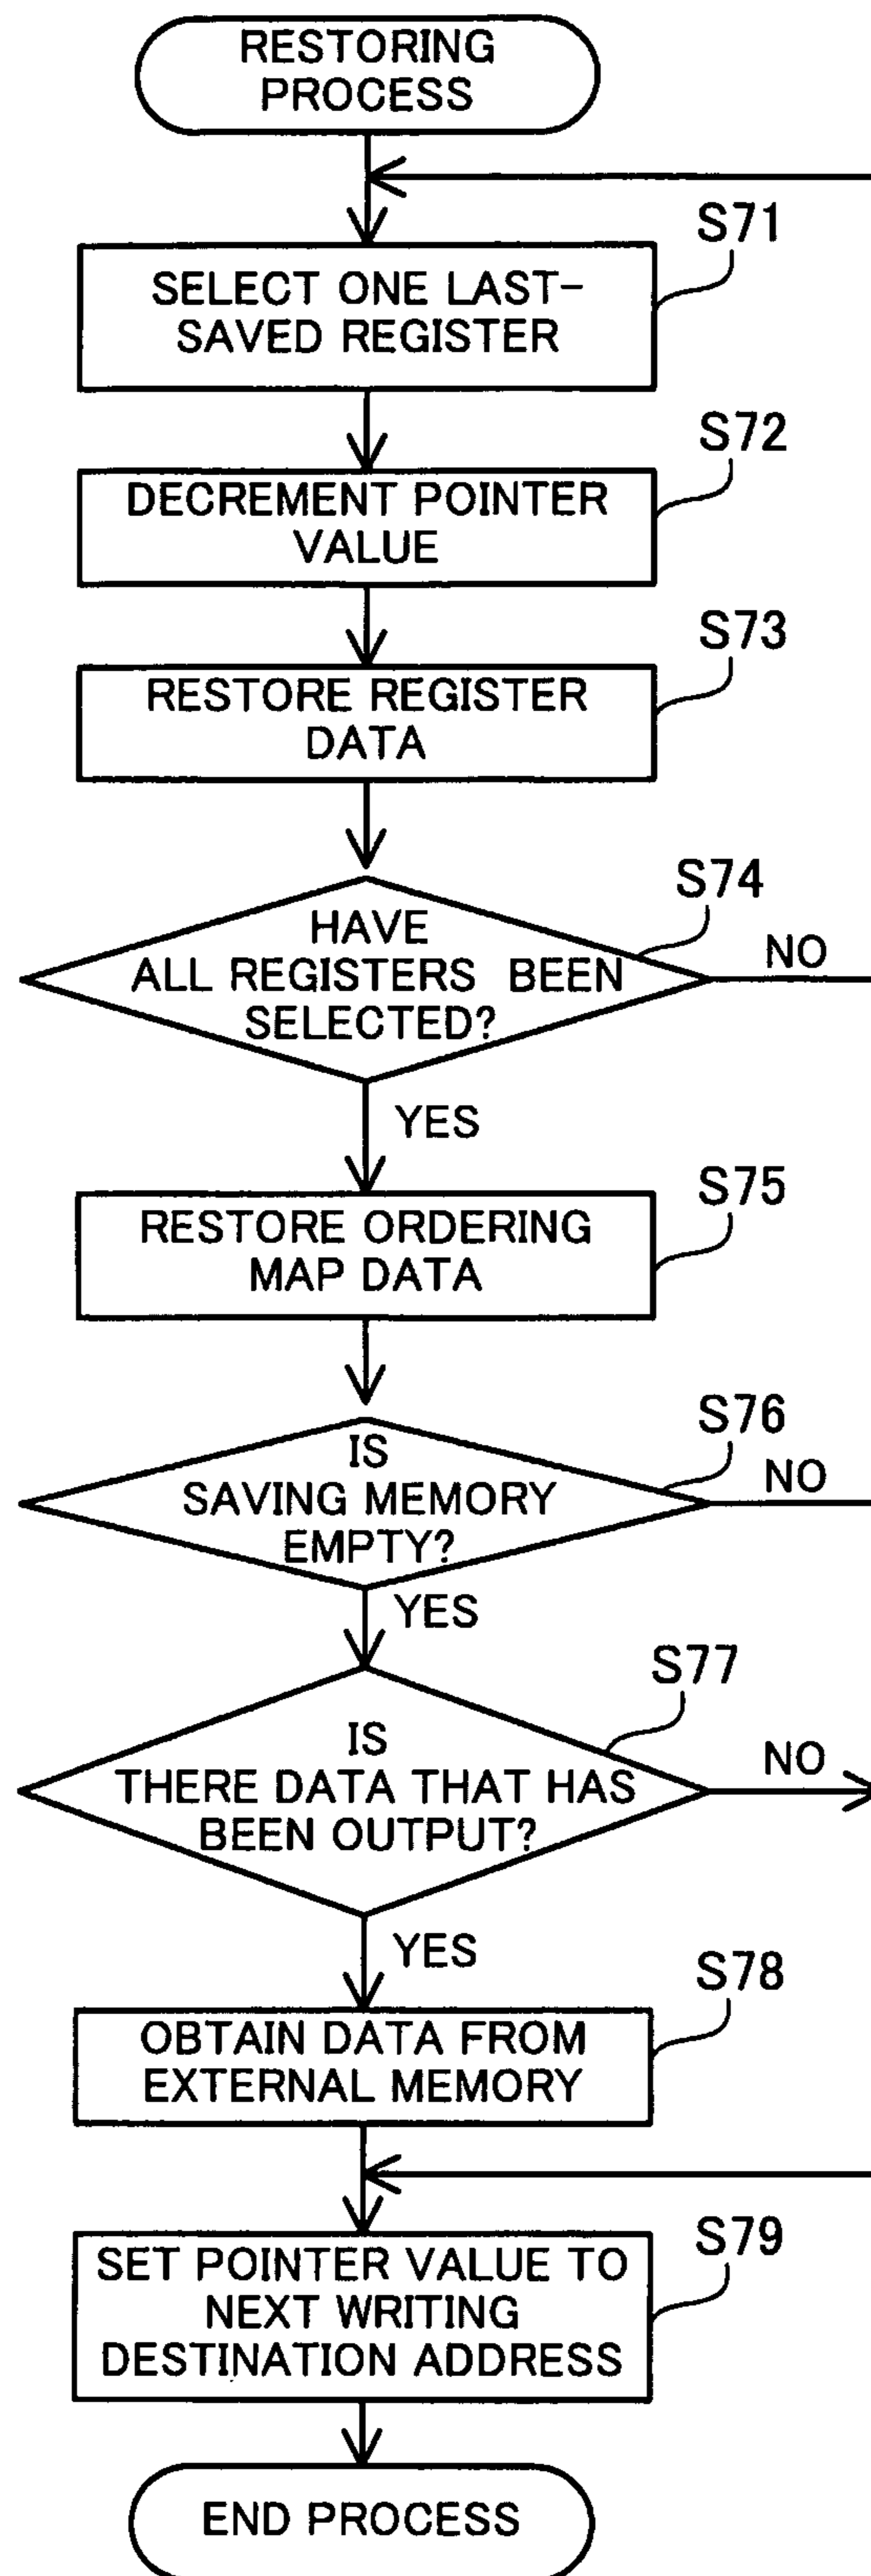 RESTORING
PROCESS
S71
SELECT ONE LAST-
SAVED REGISTER
S72
DECREMENT POINTER
VALUE
S73
RESTORE REGISTER
DATA
S74
HAVE
ALL REGISTERS BEEN
SELECTED?
NO
YES
S75
RESTORE ORDERING
MAP DATA
S76
IS
SAVING MEMORY
EMPTY?
NO
YES
S77
IS
THERE DATA THAT HAS
BEEN OUTPUT?
NO
YES
S78
OBTAIN DATA FROM
EXTERNAL MEMORY
S79
SET POINTER VALUE TO
NEXT WRITING
DESTINATION ADDRESS
END PROCESS